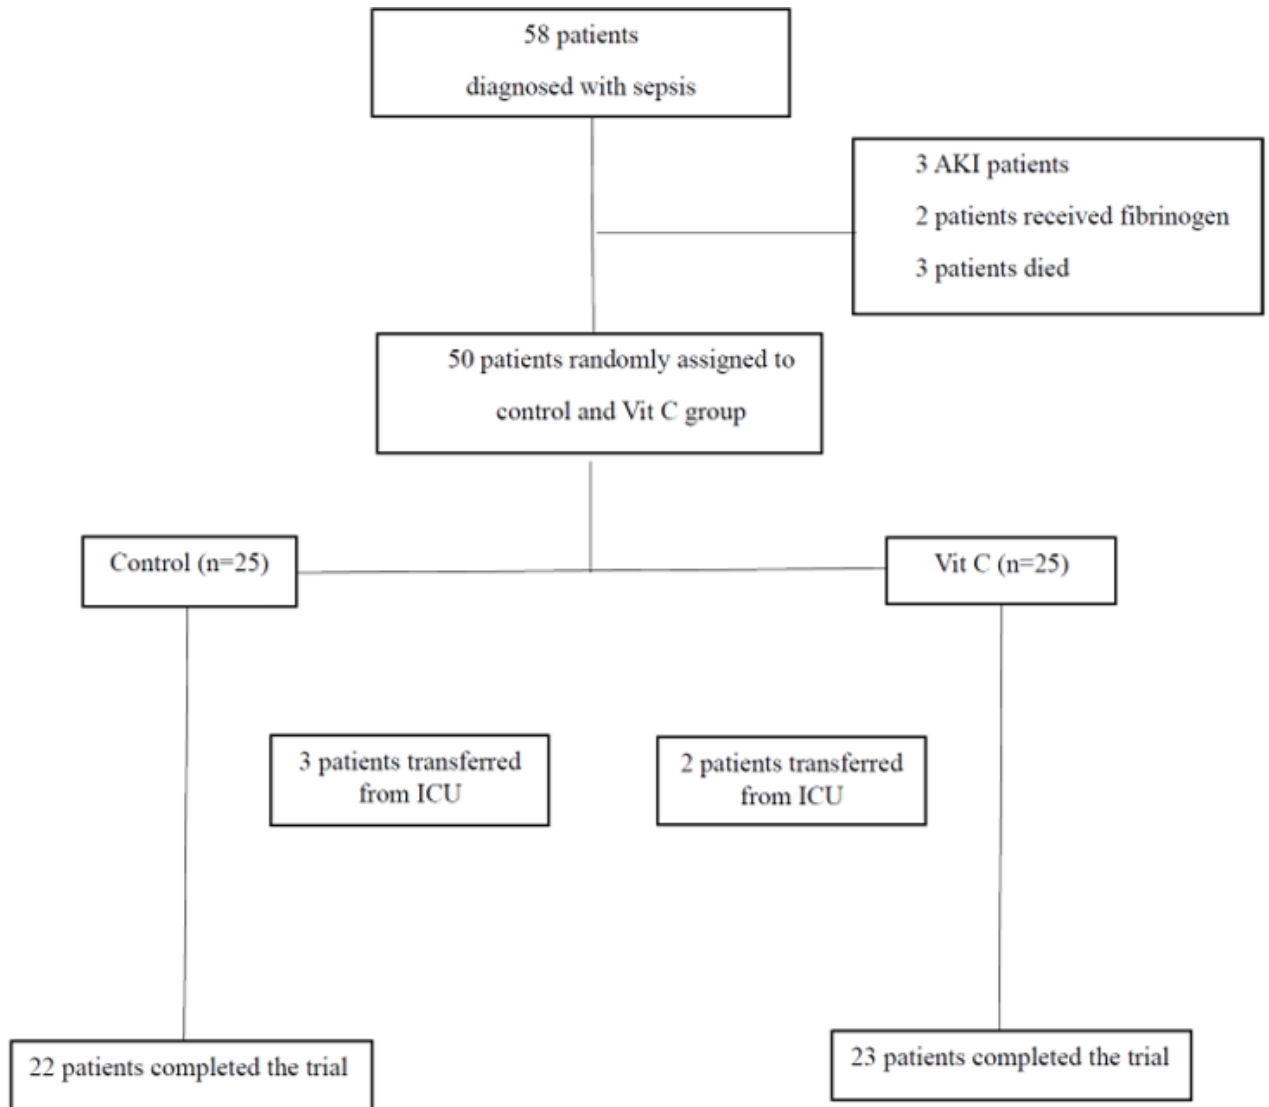 58 patients
diagnosed with sepsis
3 AKI patients
2 patients received fibrinogen
3 patients died
50 patients randomly assigned to
control and Vit C group
Control (n=25)
Vit C (n=25)
3 patients transferred
from ICU
2 patients transferred
from ICU
22 patients completed the trial
23 patients completed the trial